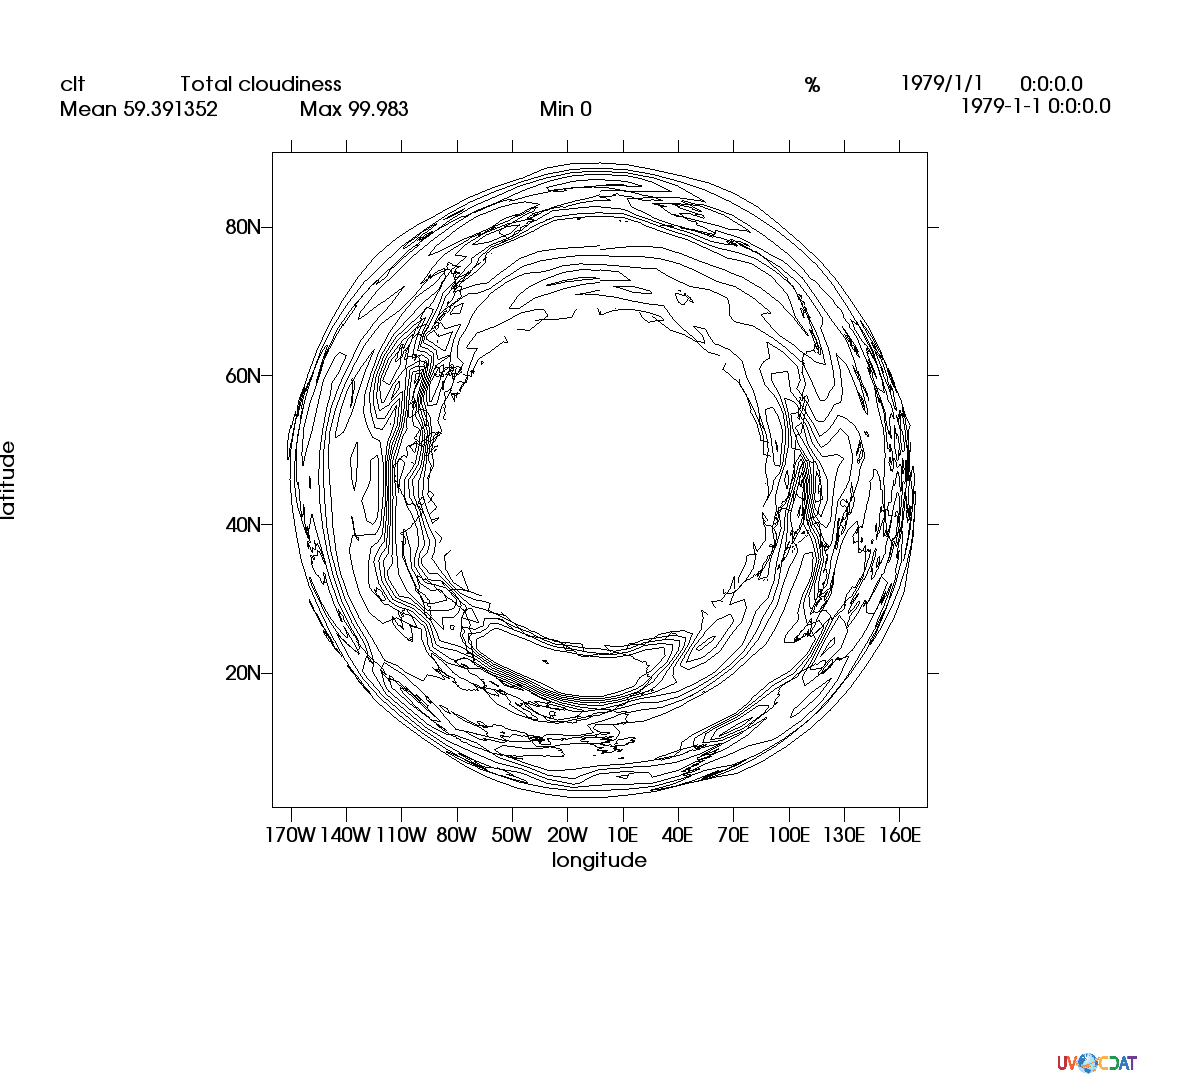 clt Total cloudiness % 1979/1/1 0:0:0.0
Mean 59.391352 Max 99.983 Min 0 1979-1-1 0:0:0.0
80N
60N
latitude
40N
20N
170W 140W 110W 80W 50W 20W 10E 40E 70E 100E 130E 160E
longitude
UV CDAT